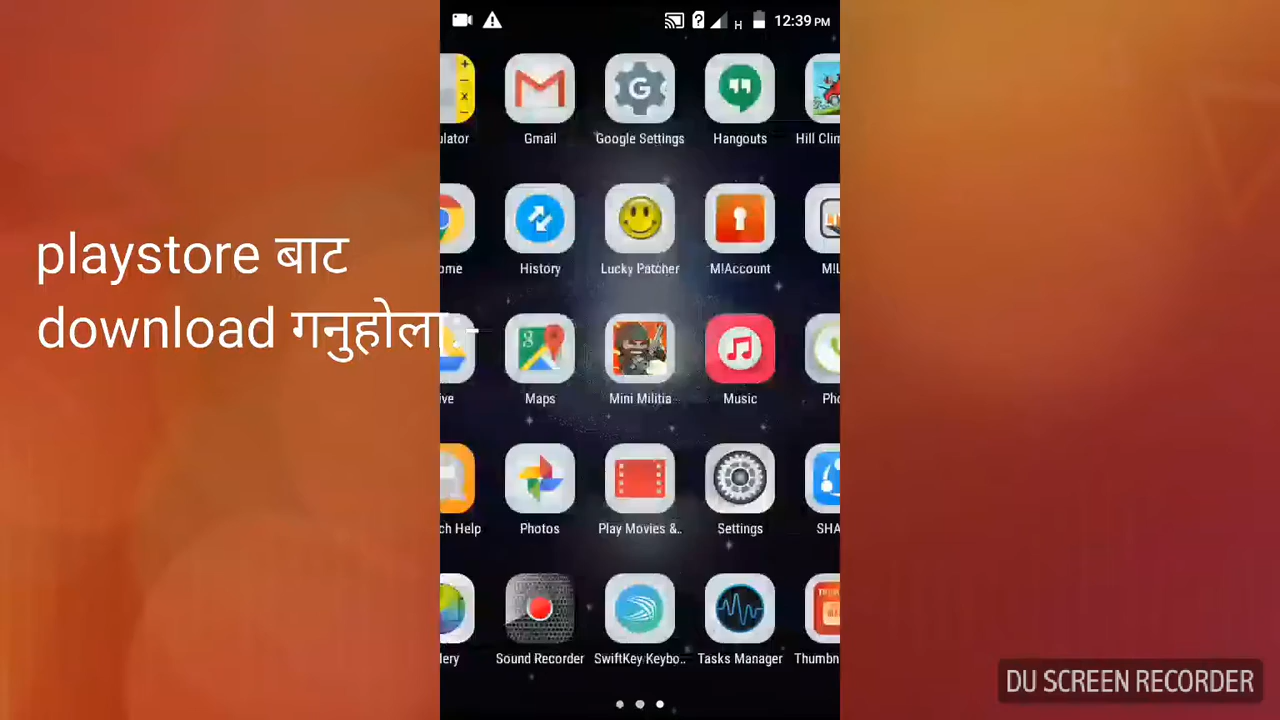 12:39 PM
H
ulator
Gmail
Google Settings
Hangouts
Hill Clim
ome
History
Lucky Patcher
M!Account
M!L
playstore बाट
download गनुहोला :-
ive
Maps
Mini Militia
Music
Pho
ch Help
Photos
Play Movies &..
Settings
SHA
lery
Sound Recorder
SwiftKey Keybo..
Tasks Manager
Thumbn
DU SCREEN RECORDER